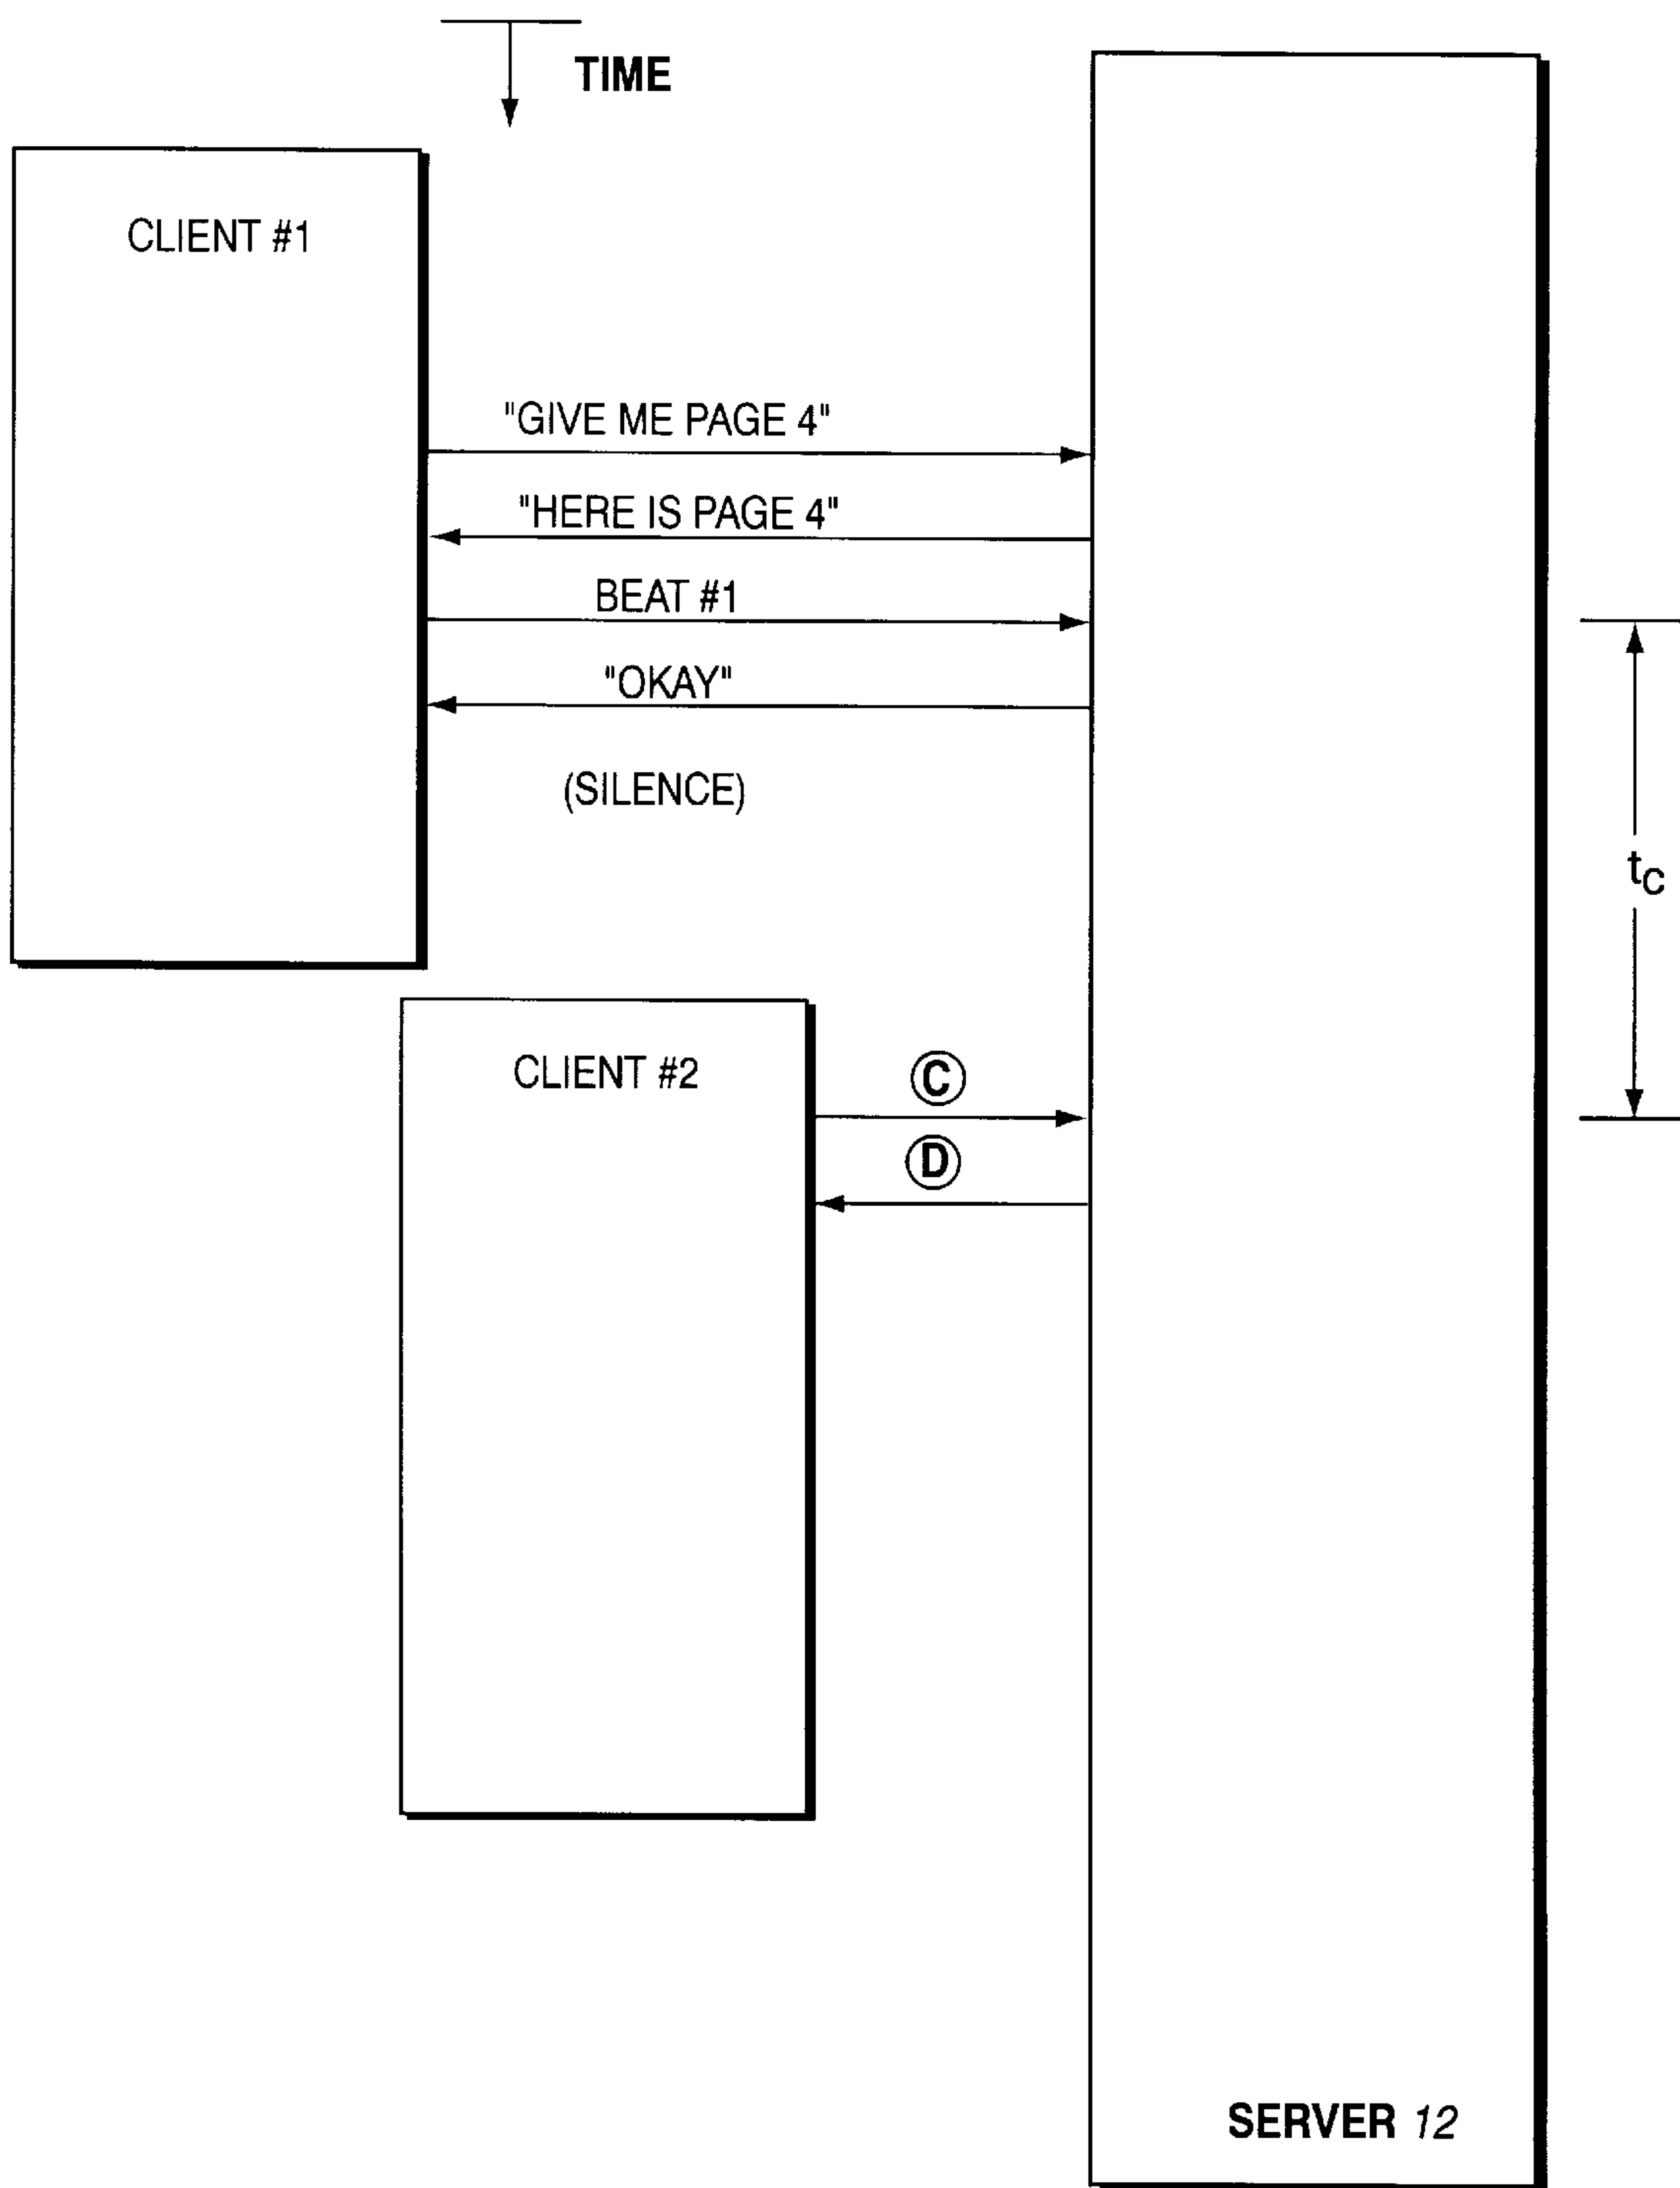 TIME
CLIENT #1
"GIVE ME PAGE 4"
"HERE IS PAGE 4"
BEAT #1
"OKAY"
(SILENCE)
tC
CLIENT #2
C
D
SERVER 12